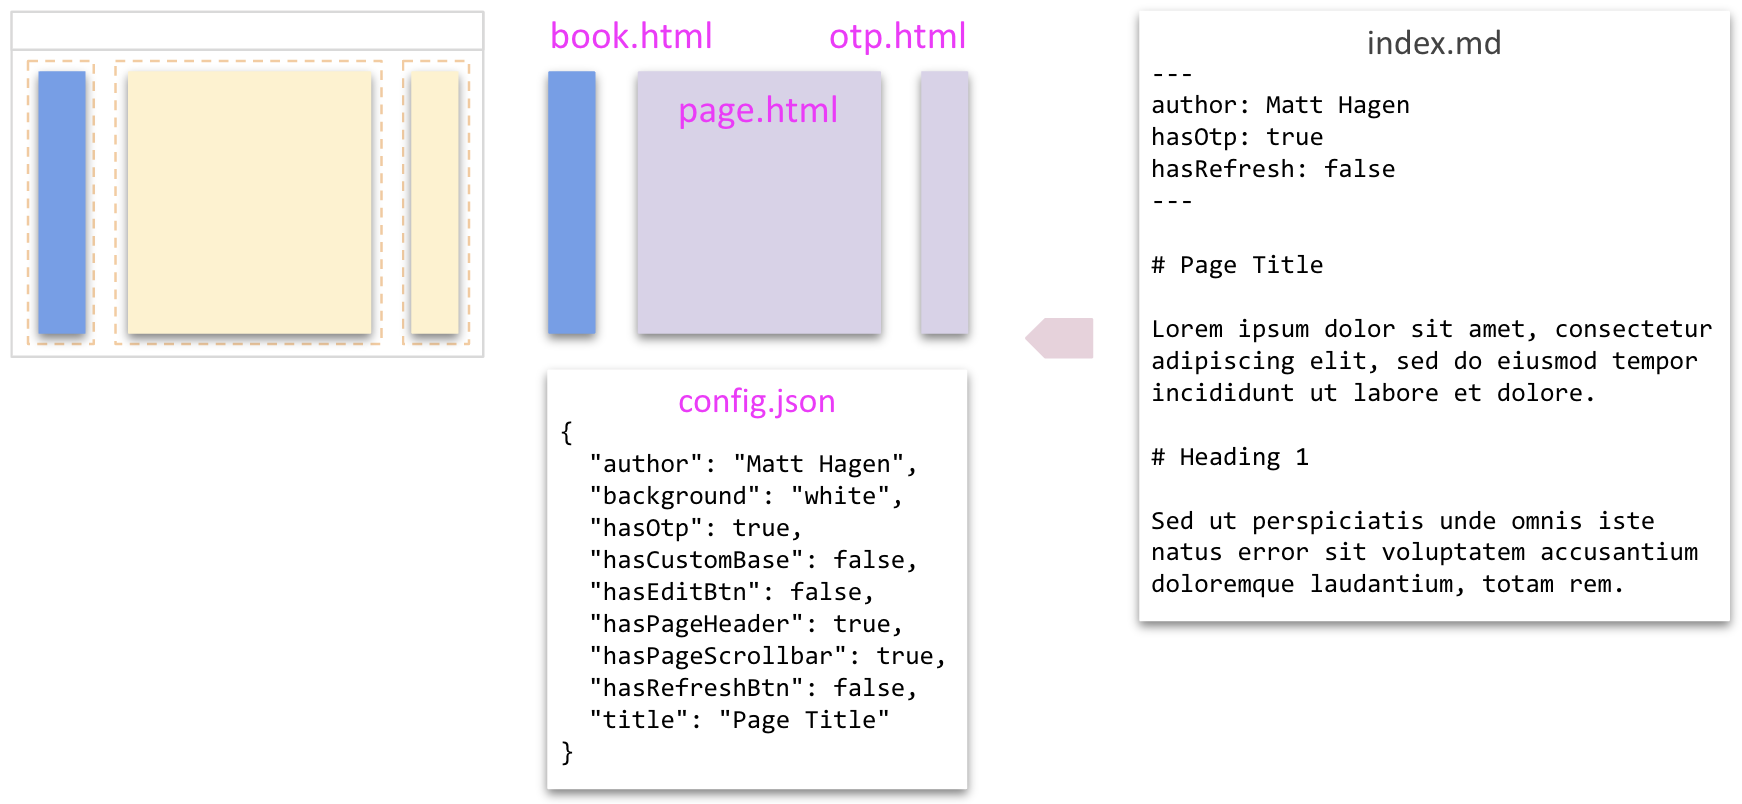 book.html
otp.html
page.html
config.json
{
  "author": "Matt Hagen",
  "background": "white",
  "hasOtp": true,
  "hasCustomBase": false,
  "hasEditBtn": false,
  "hasPageHeader": true,
  "hasPageScrollbar": true,
  "hasRefreshBtn": false,
  "title": "Page Title"
}
index.md
---
author: Matt Hagen
hasOtp: true
hasRefresh: false
---
# Page Title
Lorem ipsum dolor sit amet, consectetur
adipiscing elit, sed do eiusmod tempor
incididunt ut labore et dolore.
# Heading 1
Sed ut perspiciatis unde omnis iste
natus error sit voluptatem accusantium
doloremque laudantium, totam rem.